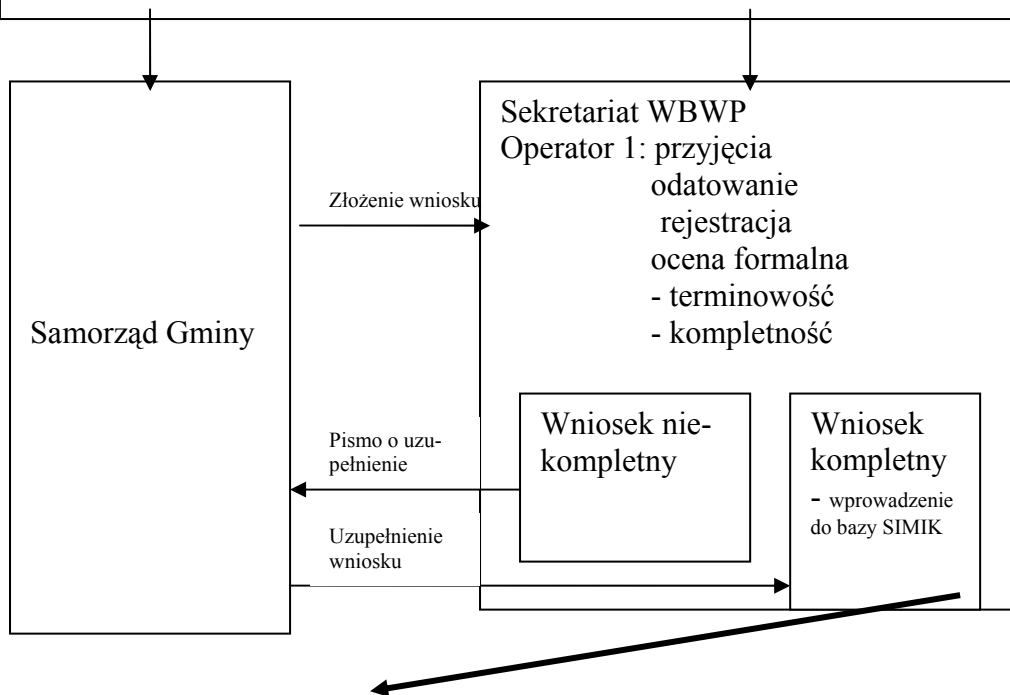 Sekretariat WBWP
Operator 1: przyjęcia
odatowanie
rejestracja
ocena formalna
- terminowość
- kompletność
Złożenie wniosku
Samorząd Gminy
Wniosek nie-
kompletny
Wniosek
kompletny
- wprowadzenie
do bazy SIMIK
Pismo o uzu-
pełnienie
Uzupełnienie
wniosku